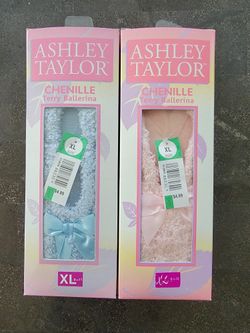 ASHLEY
TAYLOR
CHENILLE
Terry Ballerina
XL
$4.99
XL
ASHLEY
TAYLOR
CHENILLE
Terry Ballerina
XL
$4.99
XL